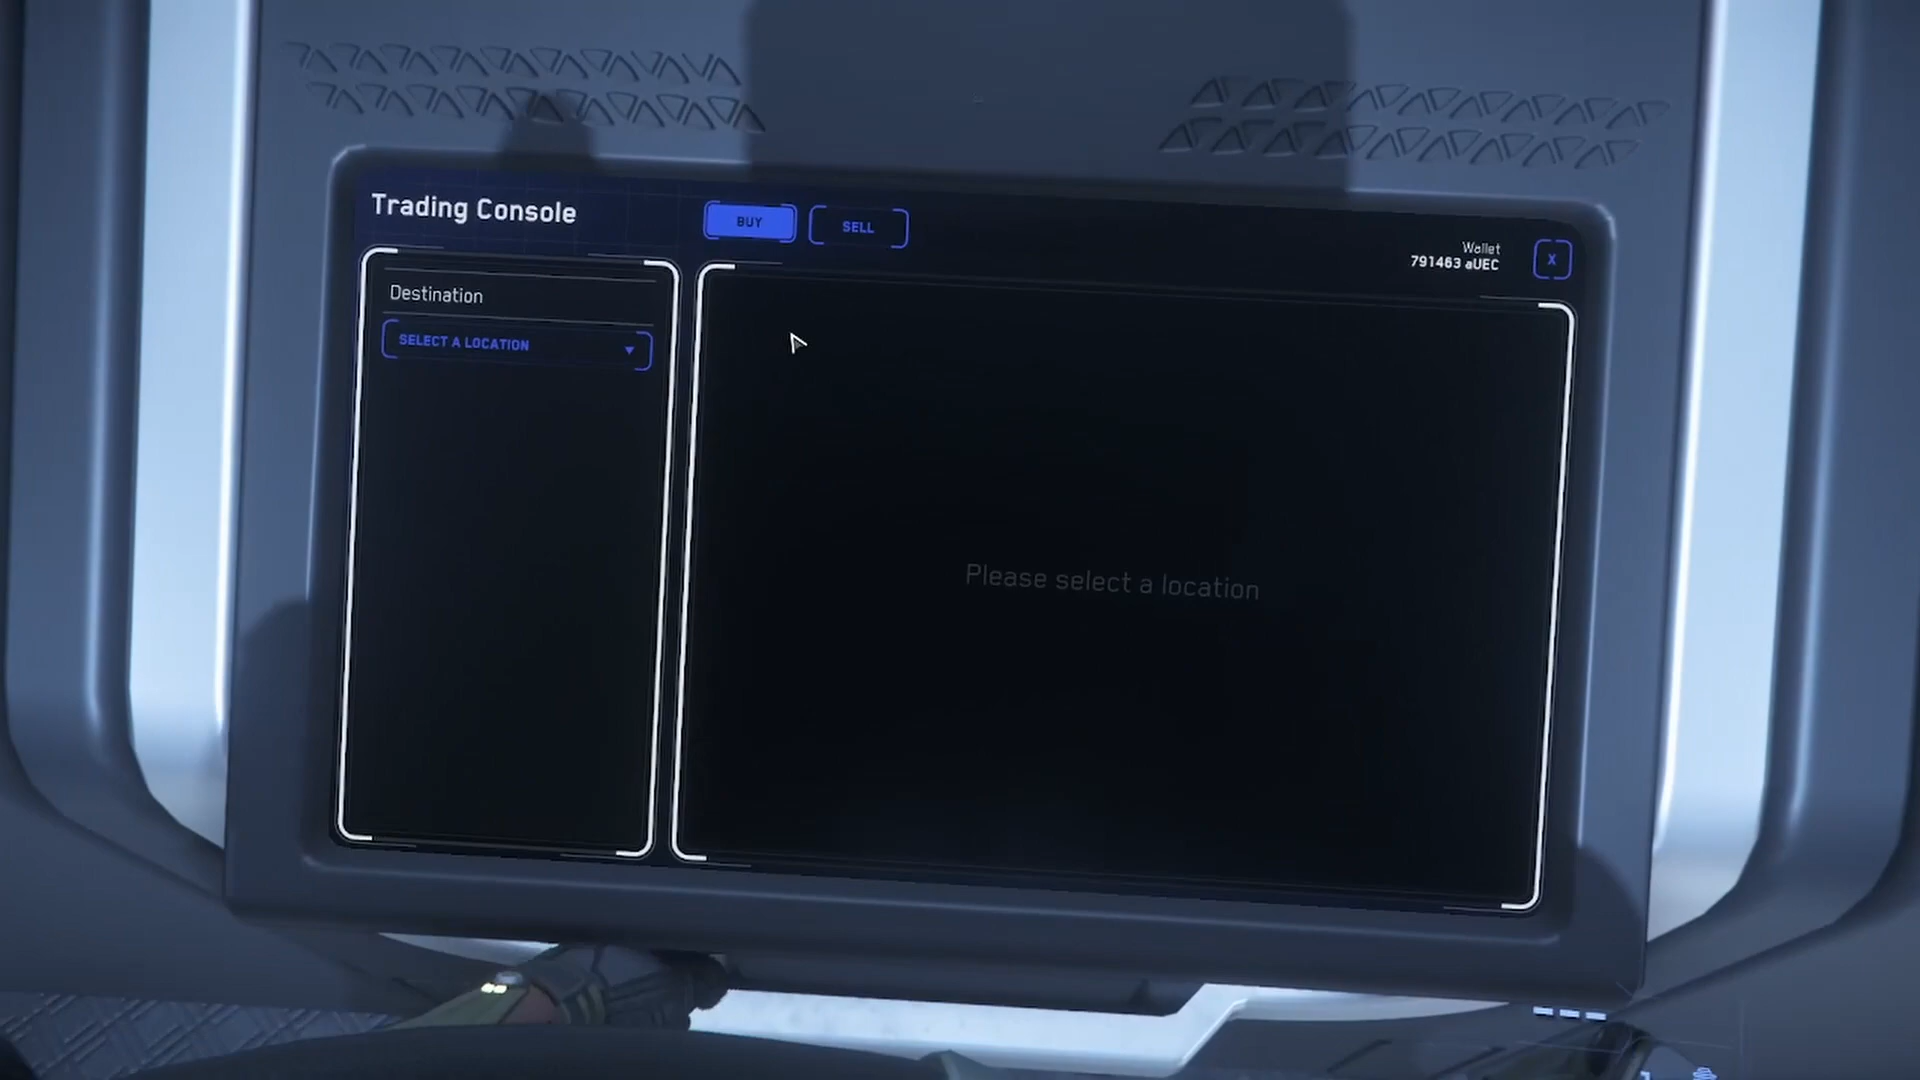 Trading Console
BUY
SELL
Wallet
791463 aUEC
X
Destination
SELECT A LOCATION
Please select a location